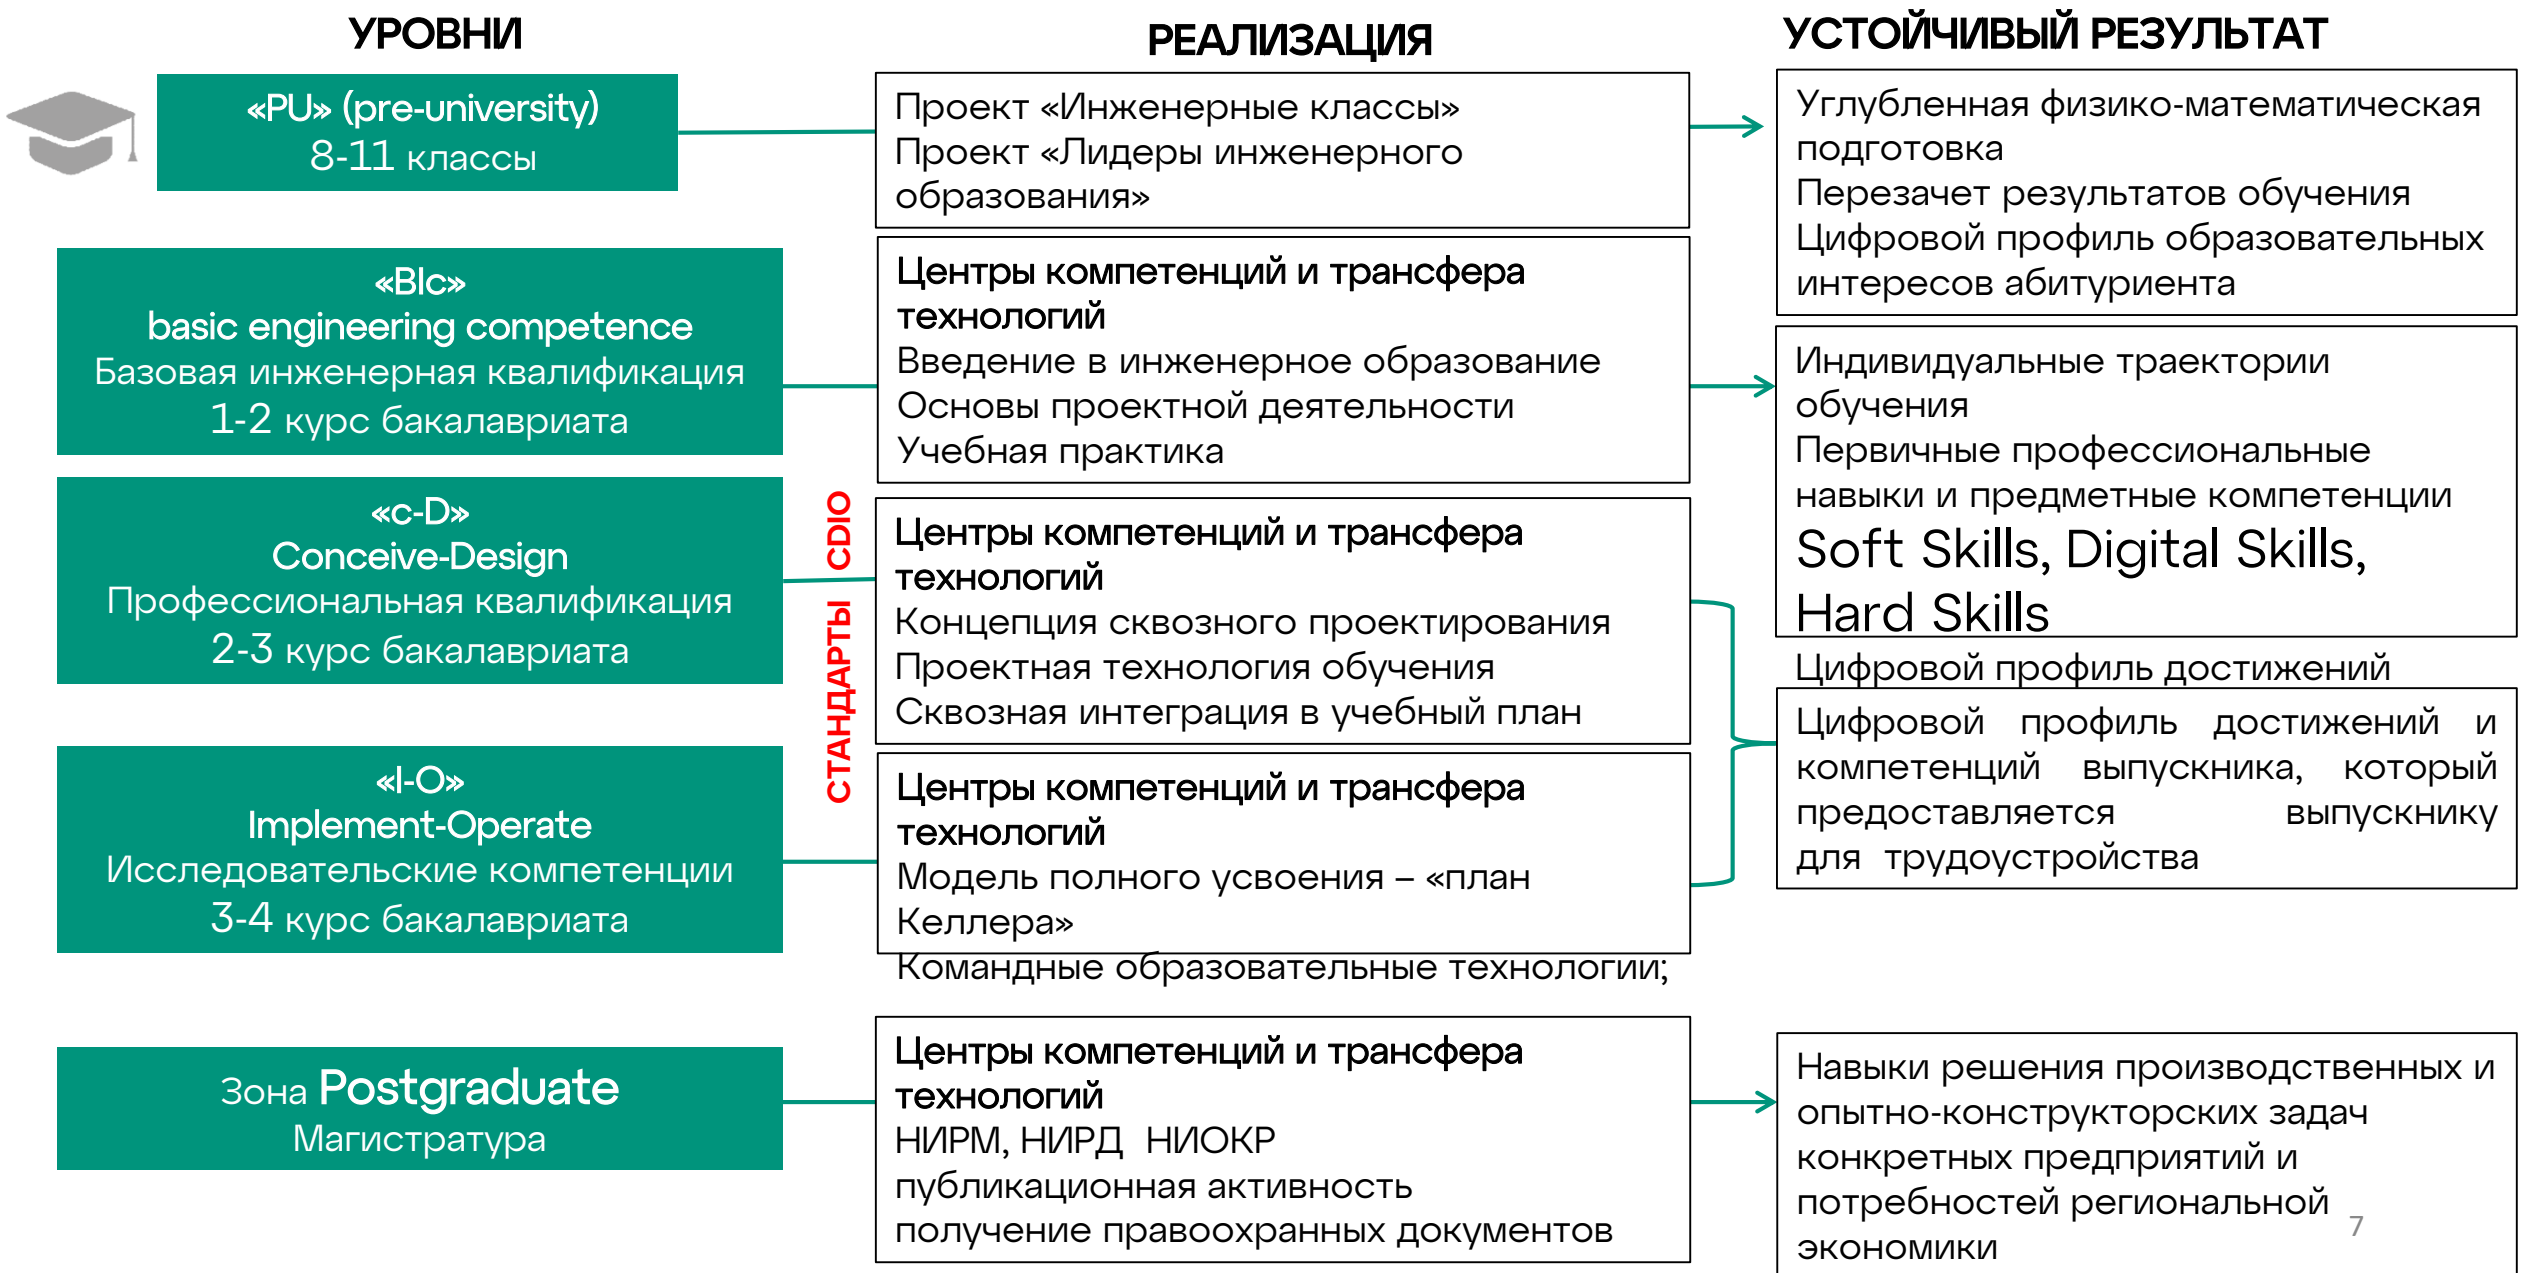 УРОВНИ
РЕАЛИЗАЦИЯ
УСТОЙЧИВЫЙ РЕЗУЛЬТАТ
«PU» (pre-university)
8-11 классы
Проект «Инженерные классы»
Проект «Лидеры инженерного
образования»
Углубленная физико-математическая
подготовка
Перезачет результатов обучения
Цифровой профиль образовательных
интересов абитуриента
«BIc»
basic engineering competence
Базовая инженерная квалификация
1-2 курс бакалавриата
Центры компетенций и трансфера
технологий
Введение в инженерное образование
Основы проектной деятельности
Учебная практика
Индивидуальные траектории
обучения
Первичные профессиональные
навыки и предметные компетенции
Soft Skills, Digital Skills,
Hard Skills
Цифровой профиль достижений
СТАНДАРТЫ CDIO
«c-D»
Conceive-Design
Профессиональная квалификация
2-3 курс бакалавриата
Центры компетенций и трансфера
технологий
Концепция сквозного проектирования
Проектная технология обучения
Сквозная интеграция в учебный план
«I-O»
Implement-Operate
Исследовательские компетенции
3-4 курс бакалавриата
Центры компетенций и трансфера
технологий
Модель полного усвоения – «план
Келлера»
Командные образовательные технологии;
Цифровой профиль достижений и
компетенций выпускника, который
предоставляется выпускнику
для трудоустройства
Зона Postgraduate
Магистратура
Центры компетенций и трансфера
технологий
НИРМ, НИРД НИОКР
публикационная активность
получение правоохранных документов
Навыки решения производственных и
опытно-конструкторских задач
конкретных предприятий и
потребностей региональной
экономики
7